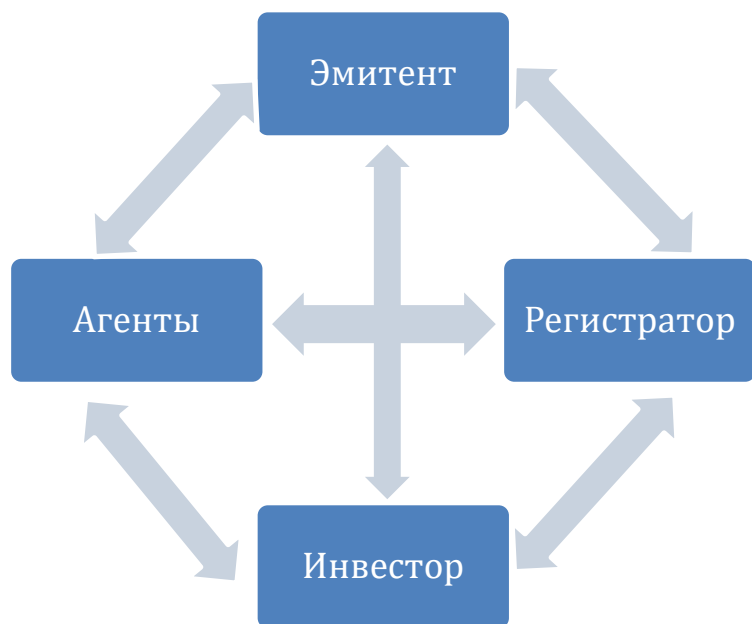 Эмитент
Агенты
Регистратор
Инвестор